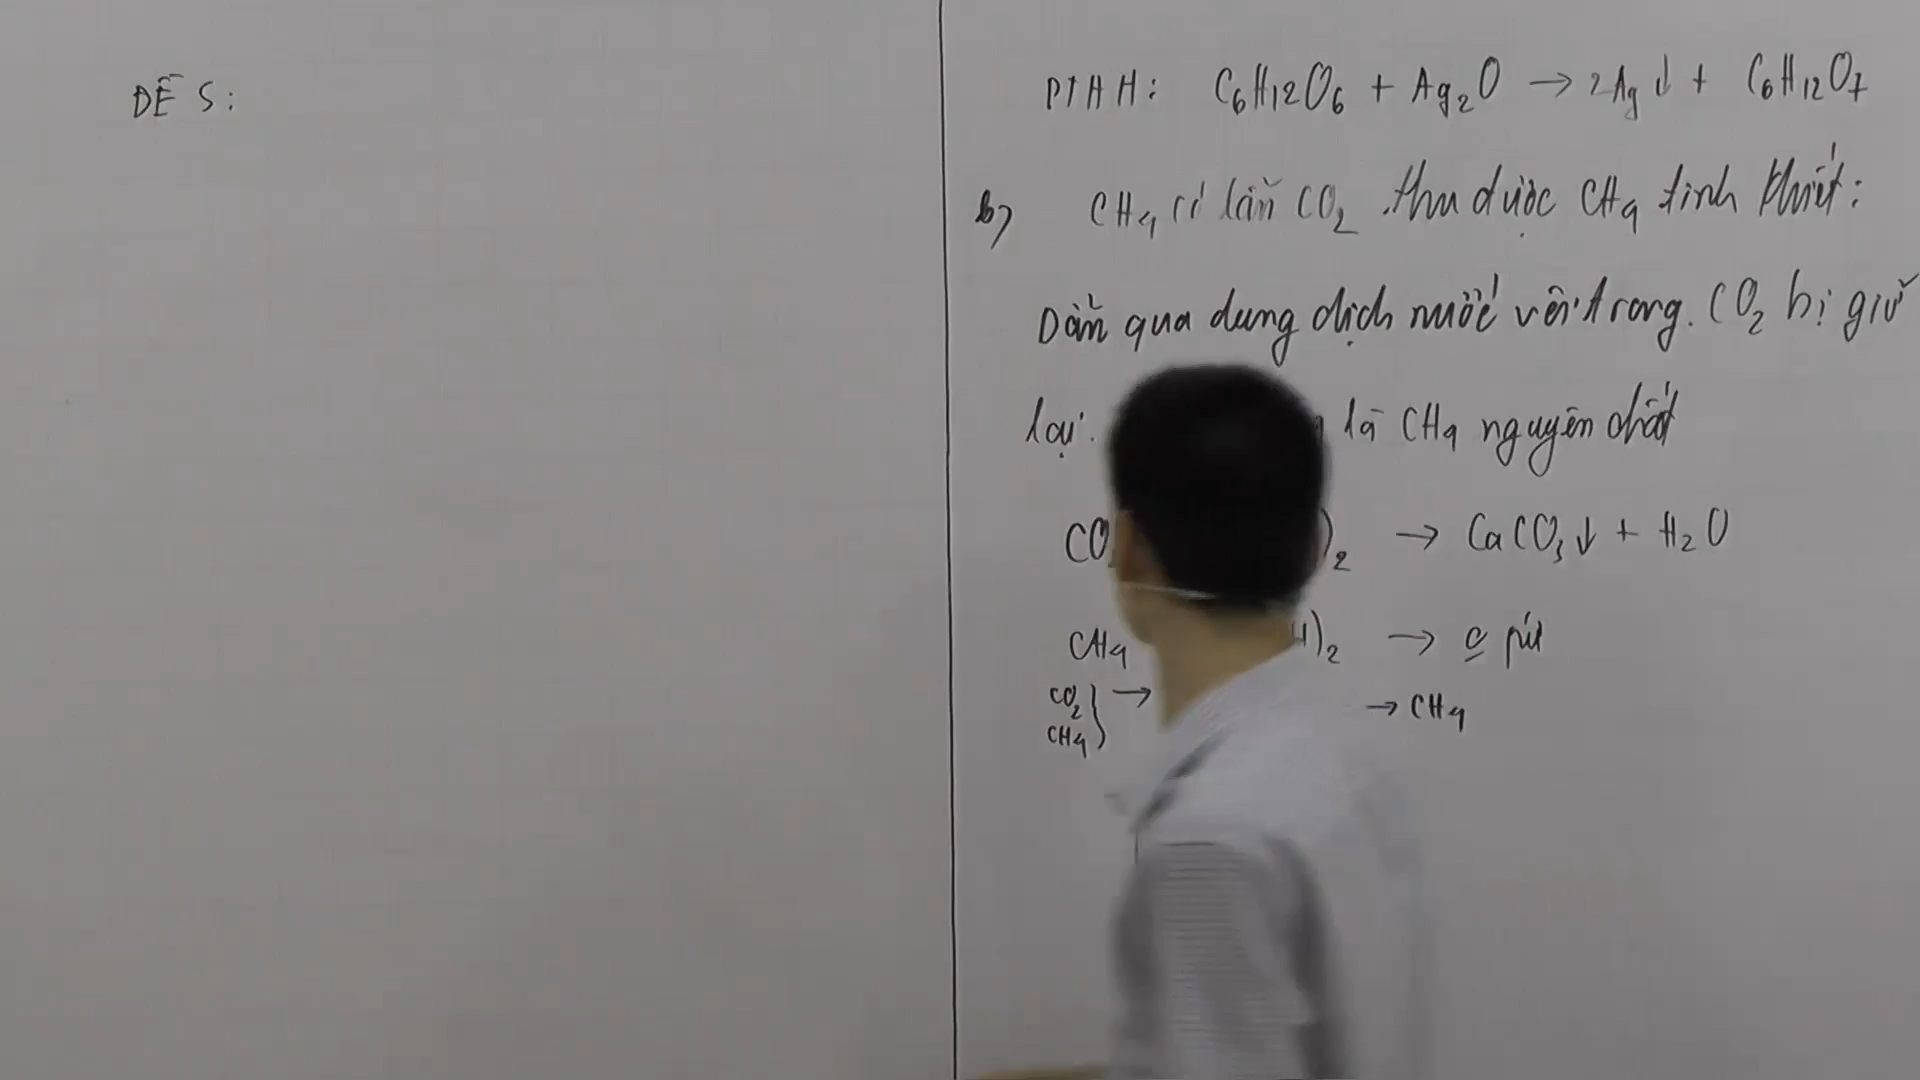 ĐỀ 5:
PTHH: C₆H₁₂O₆ + Ag₂O → 2Ag↓ + C₆H₁₂O₇
b) CH₄ có lẫn CO₂ thu được CH₄ tinh khiết:
Dẫn qua dung dịch nước vôi trong. CO₂ bị giữ
lại. là CH₄ nguyên chất
CO )₂ → CaCO₃↓ + H₂O
CH₄ )₂ → o pứ
CO₂
CH₄ } → → CH₄